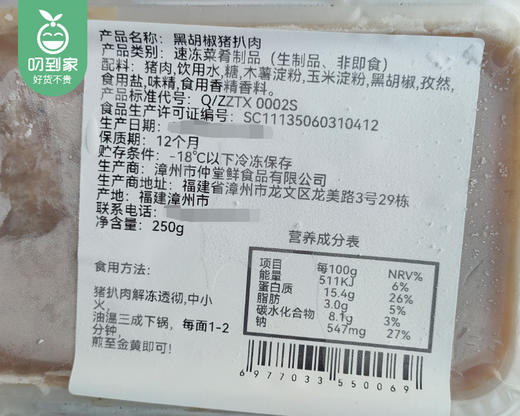 叨到家
好货
产品名称: 黑胡椒猪扒肉
产品类别: 速冻菜肴制品 (生制品、非即食)
配料: 猪肉,饮用水,糖,木薯淀粉,玉米淀粉,黑胡椒,孜然,
食用盐,味精,食用香精香料.
产品标准代号: Q/ZZTX 0002S
食品生产许可证编号: SC11135060310412
生产日期:
保质期: 12个月
贮存条件: -18℃以下冷冻保存
生产商: 漳州市仲堂鲜食品有限公司
生产商地址: 福建省漳州市龙文区龙美路3号29栋
产地: 福建漳州市
联系电话:
净含量: 250g
营养成分表
项目 每100g NRV%
能量 511KJ 6%
蛋白质 15.4g 26%
脂肪 3.0g 5%
碳水化合物 8.1g 3%
钠 547mg 27%
食用方法:
猪扒肉解冻透彻,中小
火,
油温三成下锅, 每面1-2
分钟,
煎至金黄即可!
6977033550069